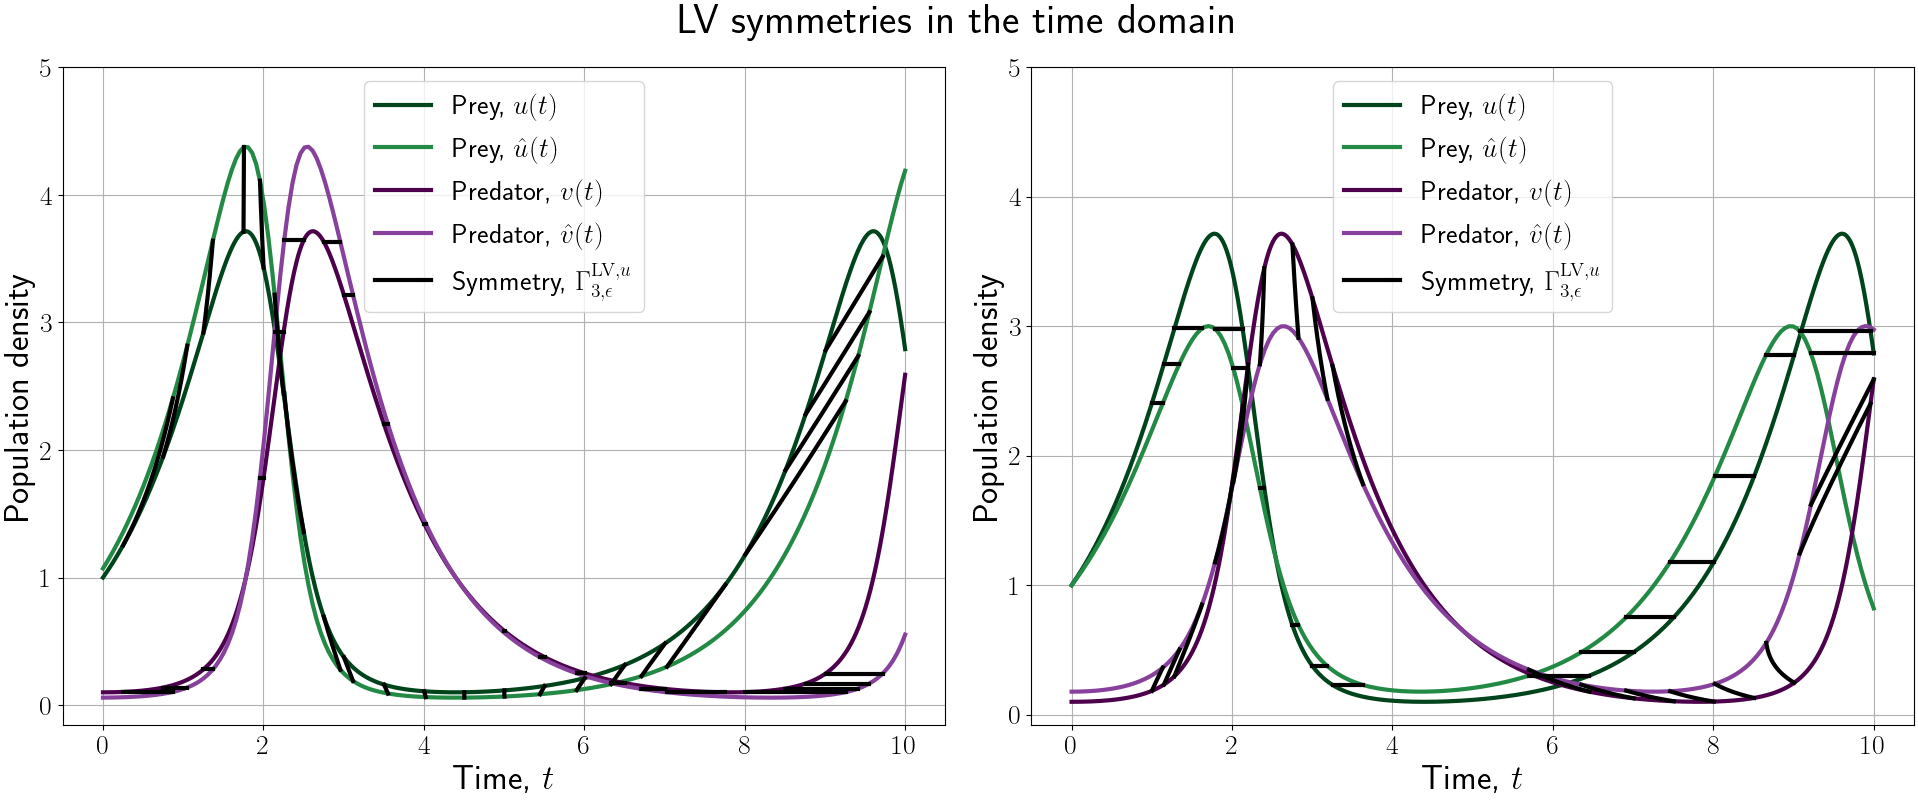 LV symmetries in the time domain
5
4
3
2
1
0
Population density
Prey, u(t)
Prey, û(t)
Predator, v(t)
Predator, v̂(t)
Symmetry, Γ₃,ϵ^LV,u
0 2 4 6 8 10
Time, t
5
4
3
2
1
0
Population density
Prey, u(t)
Prey, û(t)
Predator, v(t)
Predator, v̂(t)
Symmetry, Γ₃,ϵ^LV,u
0 2 4 6 8 10
Time, t